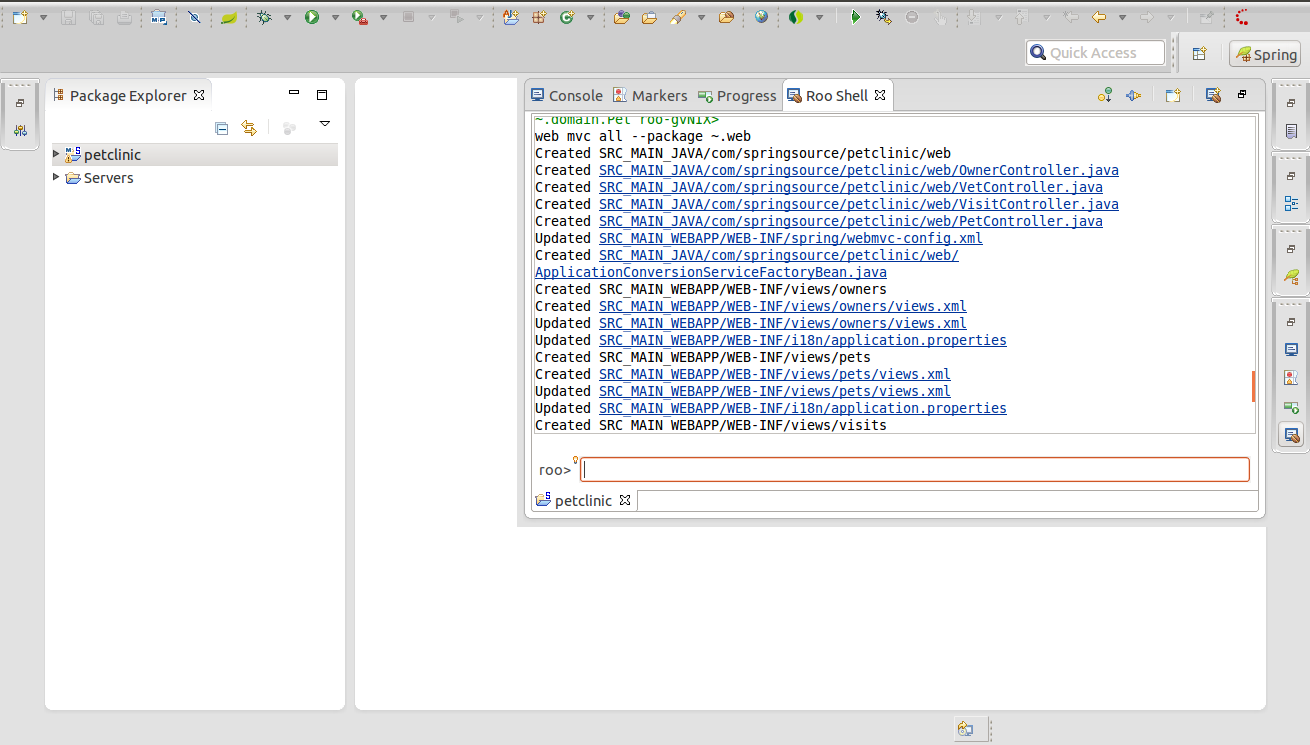 Quick Access
Spring
Package Explorer
petclinic
Servers
Console
Markers
Progress
Roo Shell
~.domain.Pet roo-gvNIX>
web mvc all --package ~.web
Created SRC_MAIN_JAVA/com/springsource/petclinic/web
Created SRC_MAIN_JAVA/com/springsource/petclinic/web/OwnerController.java
Created SRC_MAIN_JAVA/com/springsource/petclinic/web/VetController.java
Created SRC_MAIN_JAVA/com/springsource/petclinic/web/VisitController.java
Created SRC_MAIN_JAVA/com/springsource/petclinic/web/PetController.java
Updated SRC_MAIN_WEBAPP/WEB-INF/spring/webmvc-config.xml
Created SRC_MAIN_JAVA/com/springsource/petclinic/web/
ApplicationConversionServiceFactoryBean.java
Created SRC_MAIN_WEBAPP/WEB-INF/views/owners
Created SRC_MAIN_WEBAPP/WEB-INF/views/owners/views.xml
Updated SRC_MAIN_WEBAPP/WEB-INF/views/owners/views.xml
Updated SRC_MAIN_WEBAPP/WEB-INF/i18n/application.properties
Created SRC_MAIN_WEBAPP/WEB-INF/views/pets
Created SRC_MAIN_WEBAPP/WEB-INF/views/pets/views.xml
Updated SRC_MAIN_WEBAPP/WEB-INF/views/pets/views.xml
Updated SRC_MAIN_WEBAPP/WEB-INF/i18n/application.properties
Created SRC_MAIN_WEBAPP/WEB-INF/views/visits
roo>
petclinic